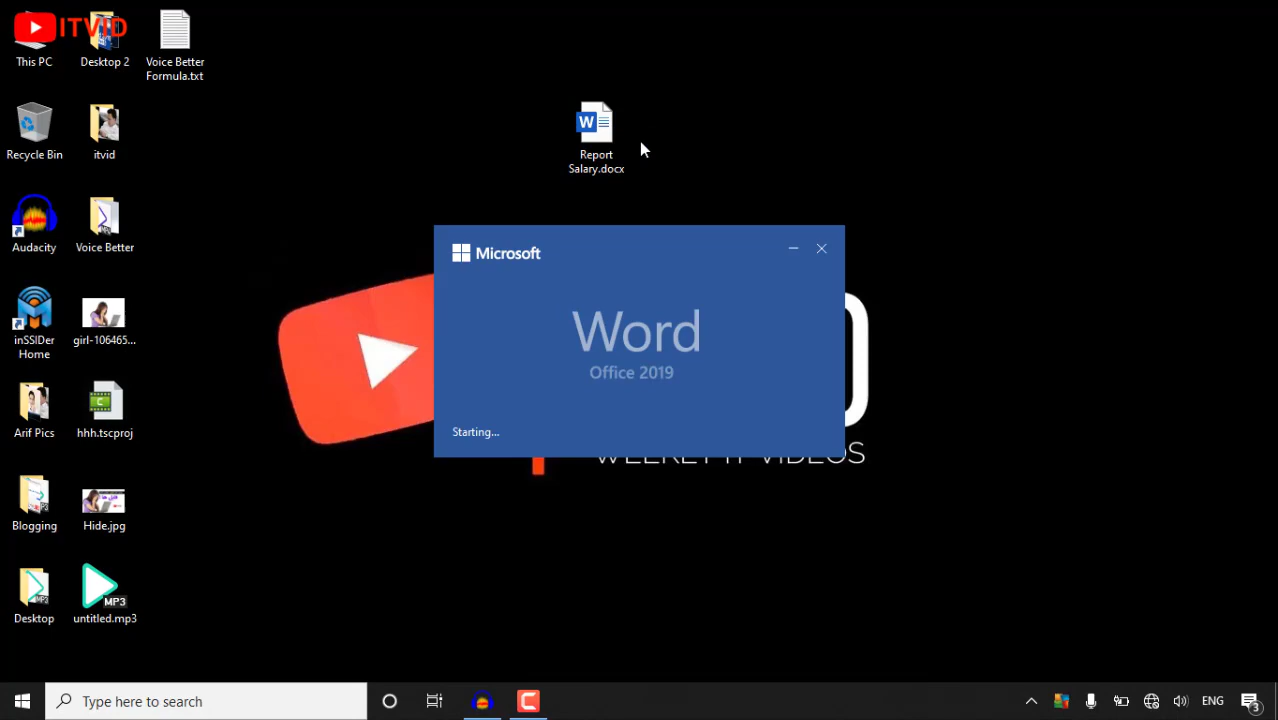 ITVID
This PC
Desktop 2
Voice Better
Formula.txt
Recycle Bin
itvid
Report
Salary.docx
Audacity
Voice Better
Microsoft
Word
Office 2019
Starting...
inSSIDer
Home
girl-106465...
Arif Pics
hhh.tscproj
WEEKLY IT VIDEOS
Blogging
Hide.jpg
Desktop
MP3
untitled.mp3
Type here to search
ENG
3